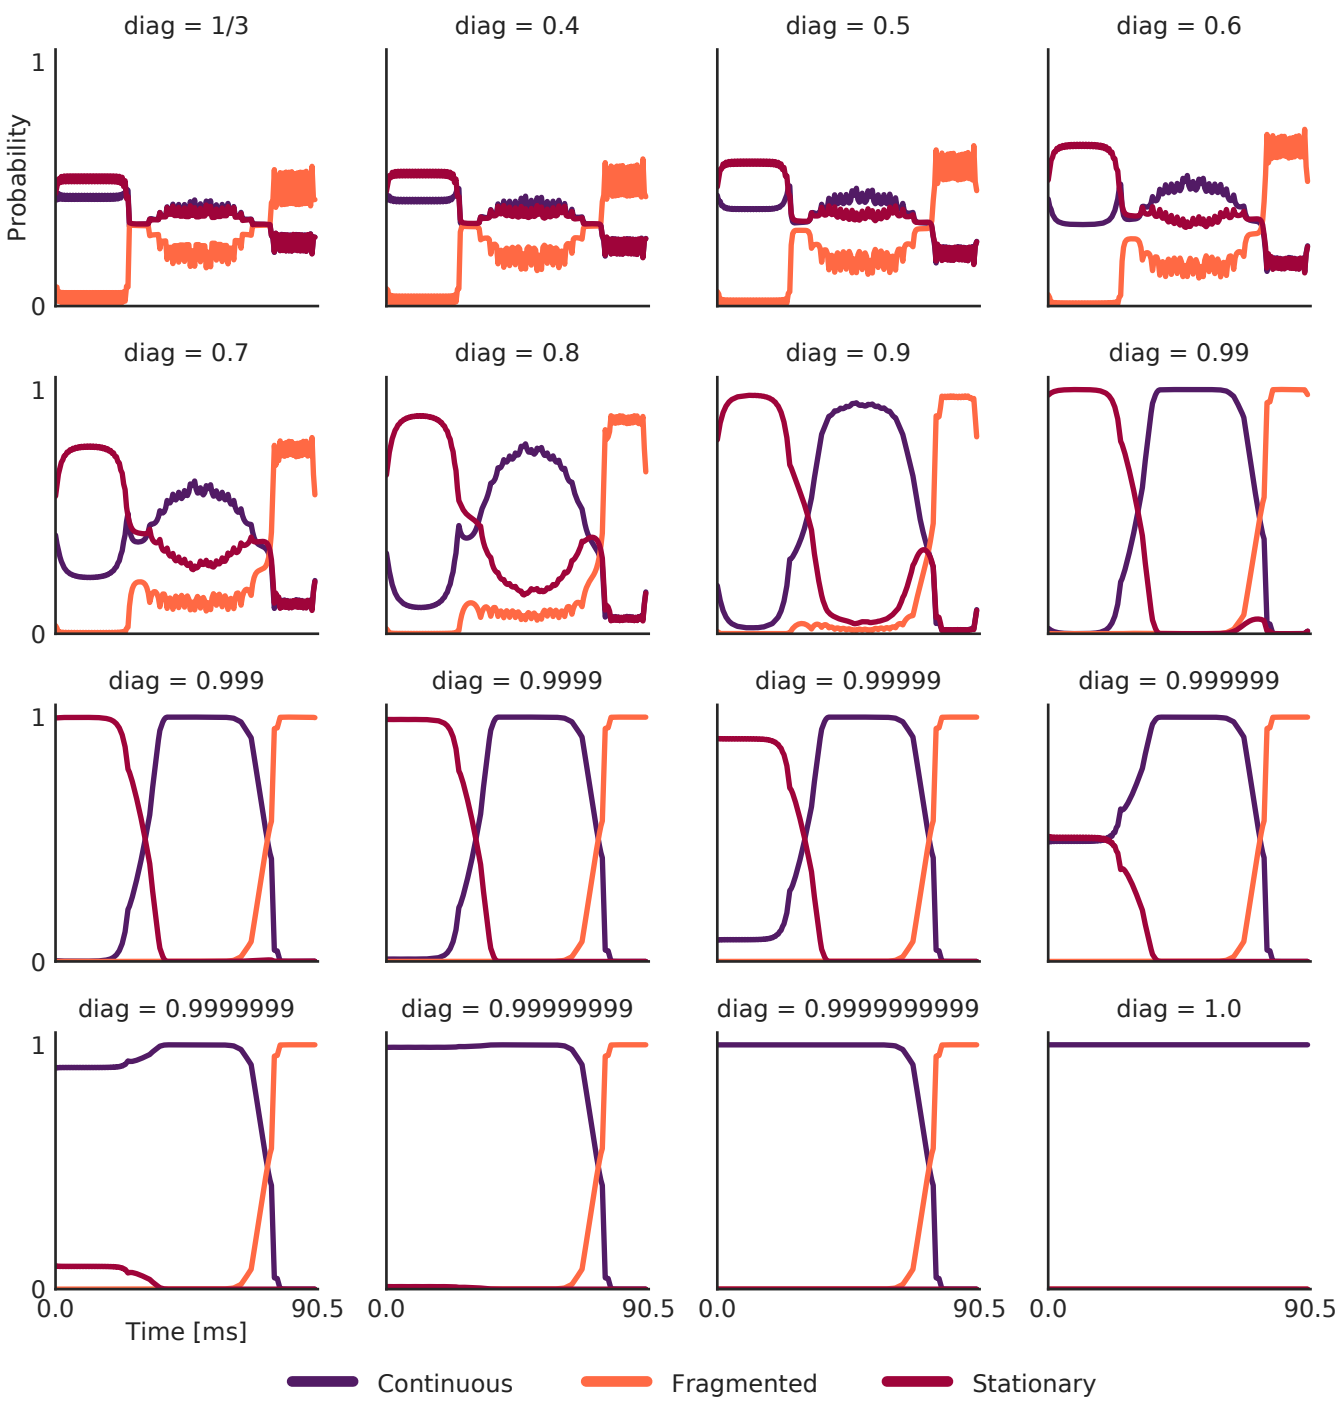 diag = 1/3 diag = 0.4 diag = 0.5 diag = 0.6
1
Probability
0
diag = 0.7 diag = 0.8 diag = 0.9 diag = 0.99
1
0
diag = 0.999 diag = 0.9999 diag = 0.99999 diag = 0.999999
1
0
diag = 0.9999999 diag = 0.99999999 diag = 0.9999999999 diag = 1.0
1
0
0.0 90.5 0.0 90.5 0.0 90.5 0.0 90.5
Time [ms]
Continuous Fragmented Stationary